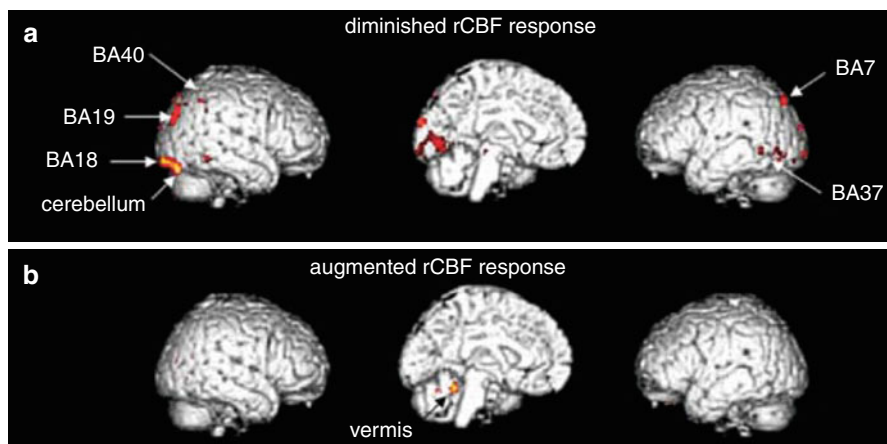 a
diminished rCBF response
BA40
BA19
BA18
cerebellum
BA7
BA37
b
augmented rCBF response
vermis